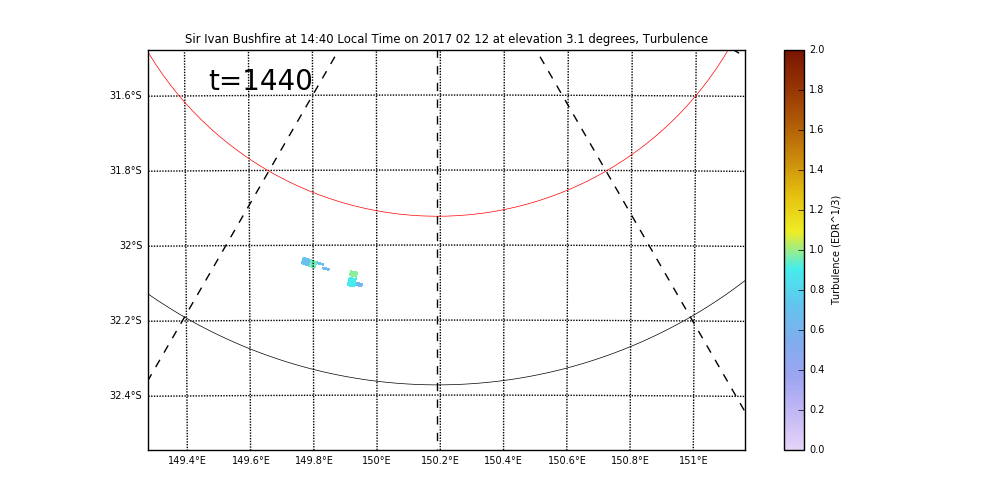 Sir Ivan Bushfire at 14:40 Local Time on 2017 02 12 at elevation 3.1 degrees, Turbulence
t=1440
31.6°S
31.8°S
32°S
32.2°S
32.4°S
149.4°E 149.6°E 149.8°E 150°E 150.2°E 150.4°E 150.6°E 150.8°E 151°E
2.0
1.8
1.6
1.4
1.2
1.0
0.8
0.6
0.4
0.2
0.0
Turbulence (EDR^1/3)